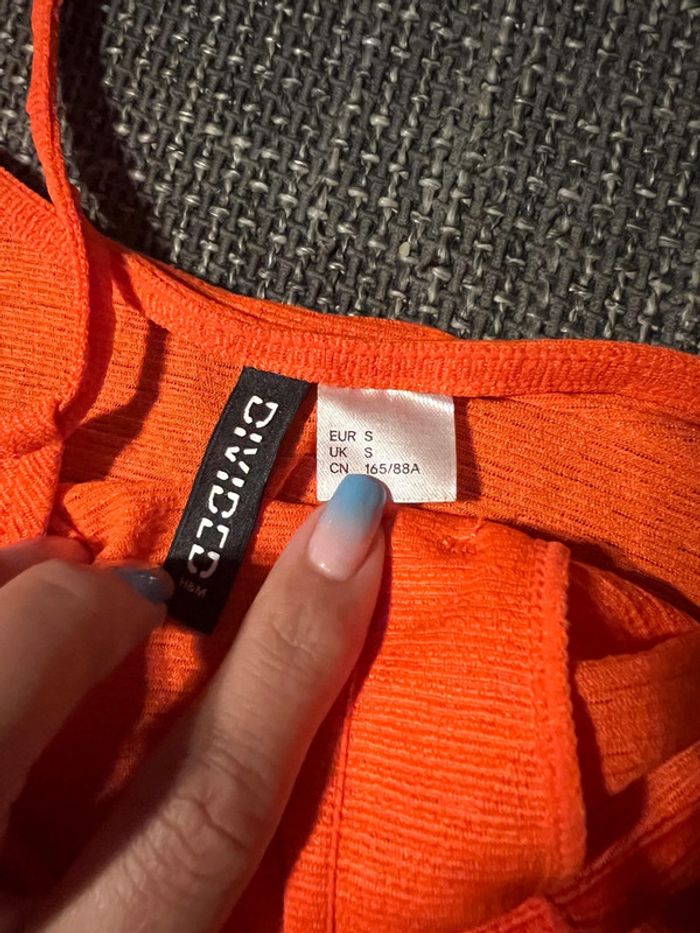 DIVIDED
H&M
EUR S
UK S
CN 165/88A